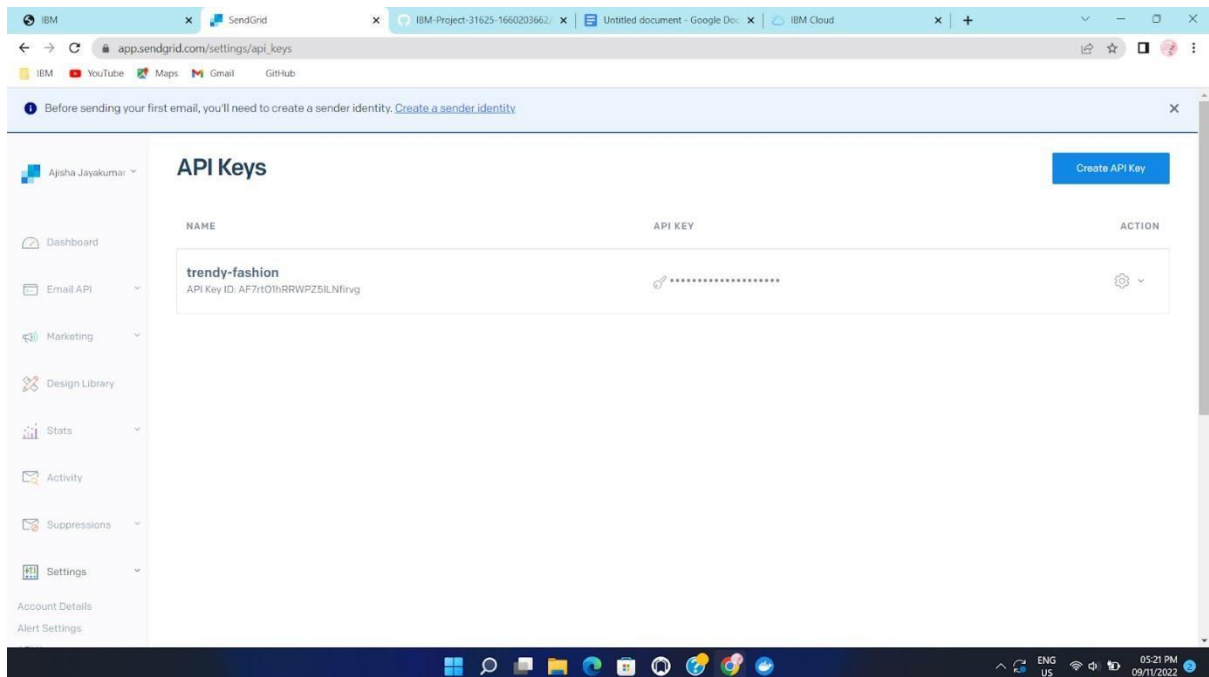 IBM
SendGrid
IBM-Project-31625-1660203662/
Untitled document - Google Doc
IBM Cloud
app.sendgrid.com/settings/api_keys
IBM YouTube Maps Gmail GitHub
Before sending your first email, you'll need to create a sender identity. Create a sender identity
Ajisha Jayakumar
API Keys
Create API Key
NAME API KEY ACTION
trendy-fashion
API Key ID: AF7rtO1hRRWPZ5ILNfirvg
Dashboard
Email API
Marketing
Design Library
Stats
Activity
Suppressions
Settings
Account Details
Alert Settings
ENG
US
05:21 PM
09/11/2022